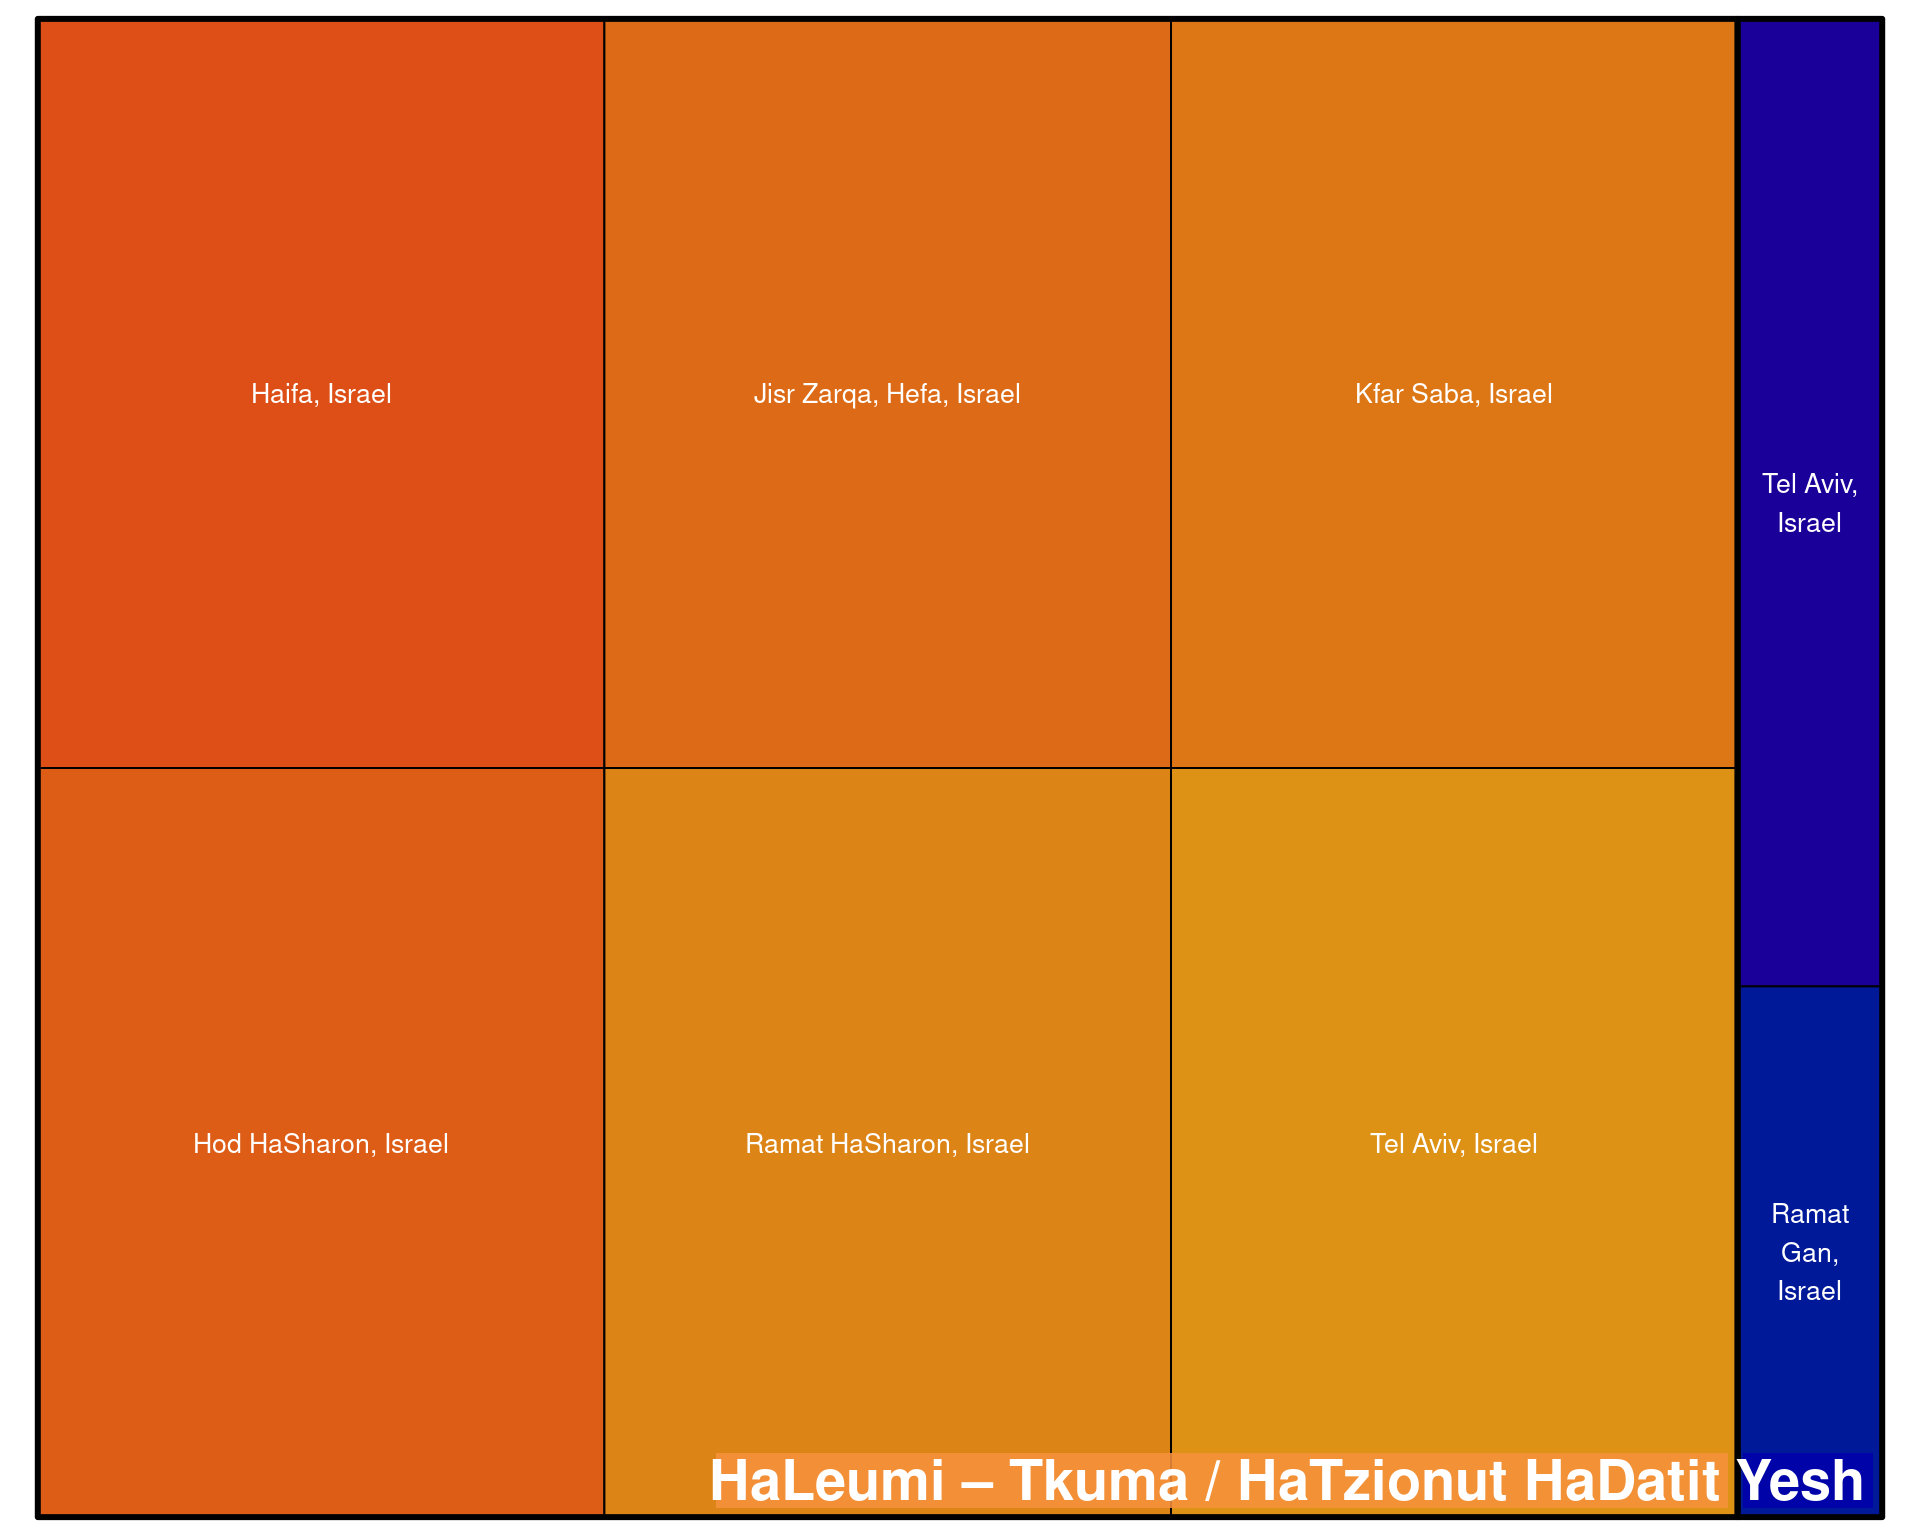 Haifa, Israel
Jisr Zarqa, Hefa, Israel
Kfar Saba, Israel
Tel Aviv,
Israel
Hod HaSharon, Israel
Ramat HaSharon, Israel
Tel Aviv, Israel
Ramat
Gan,
Israel
HaLeumi – Tkuma / HaTzionut HaDatit
Yesh